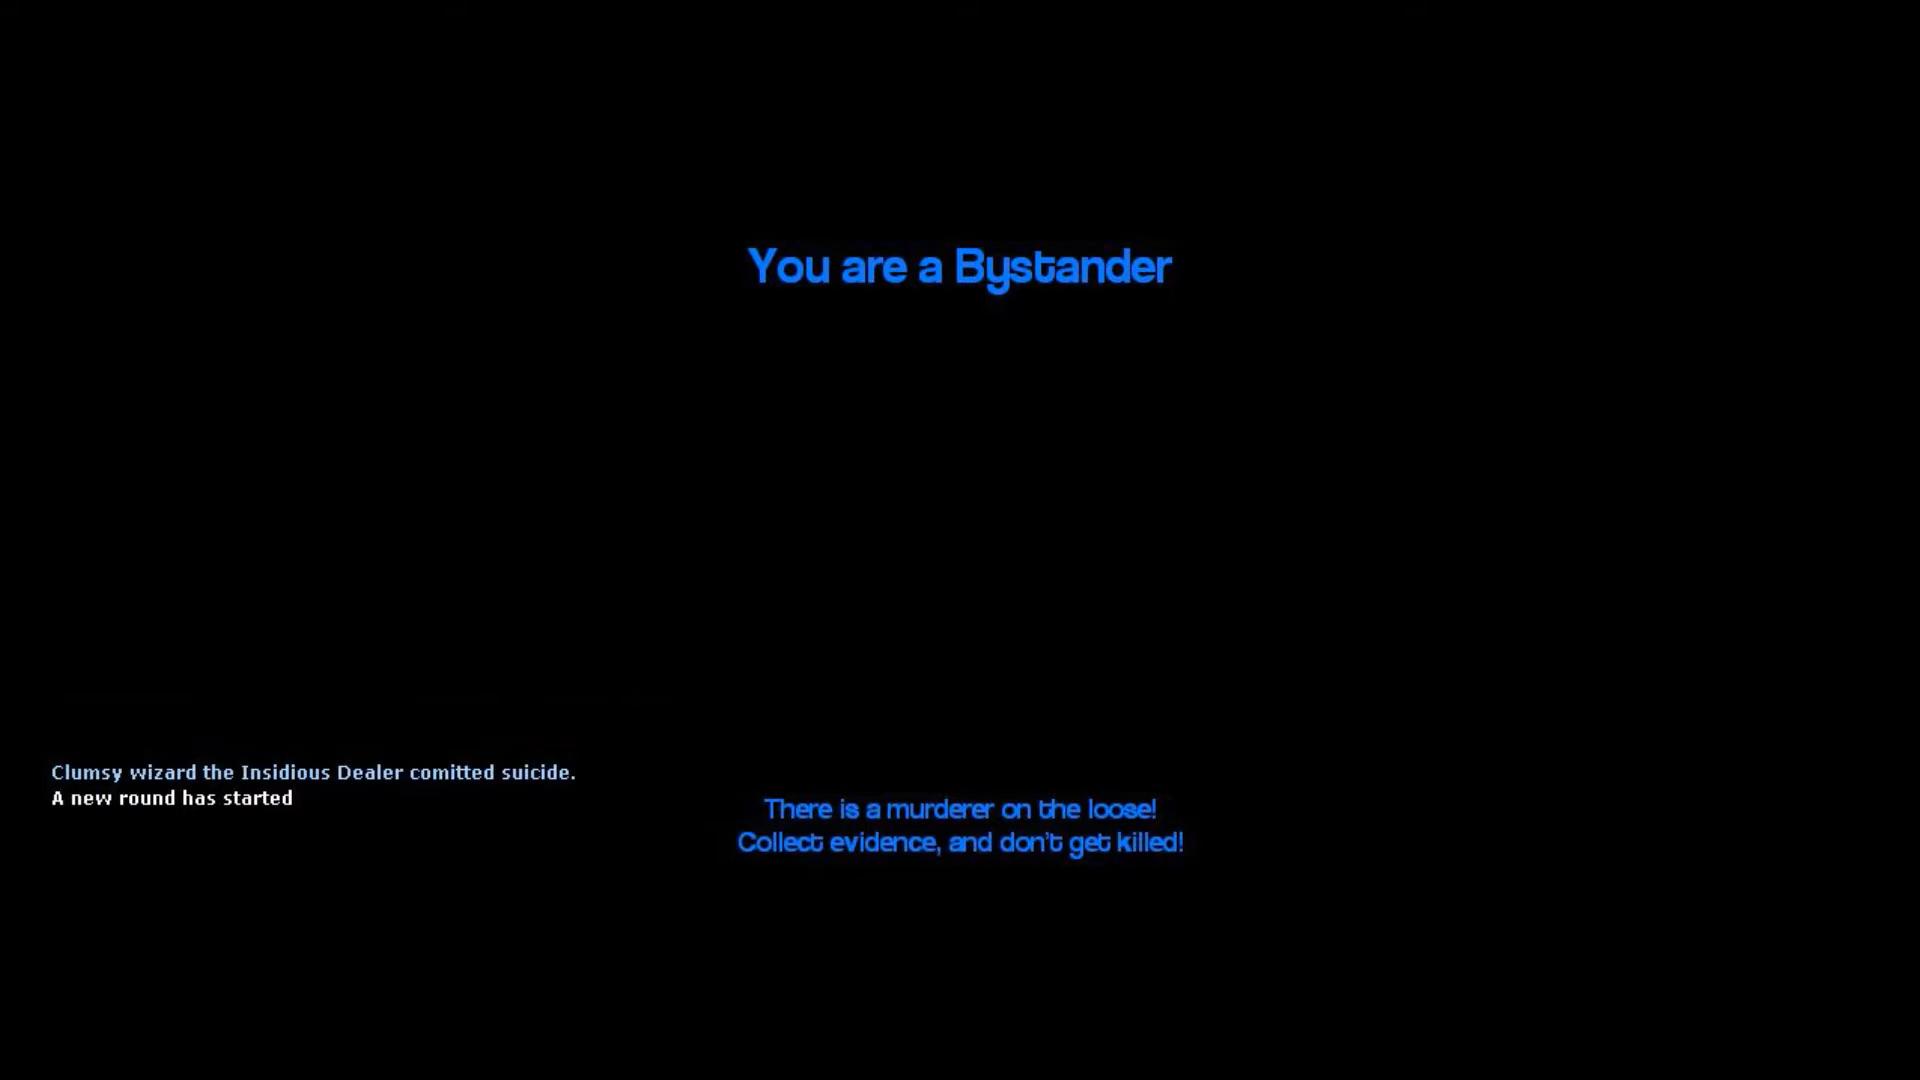 You are a Bystander
Clumsy wizard the Insidious Dealer comitted suicide.
A new round has started
There is a murderer on the loose!
Collect evidence, and don't get killed!